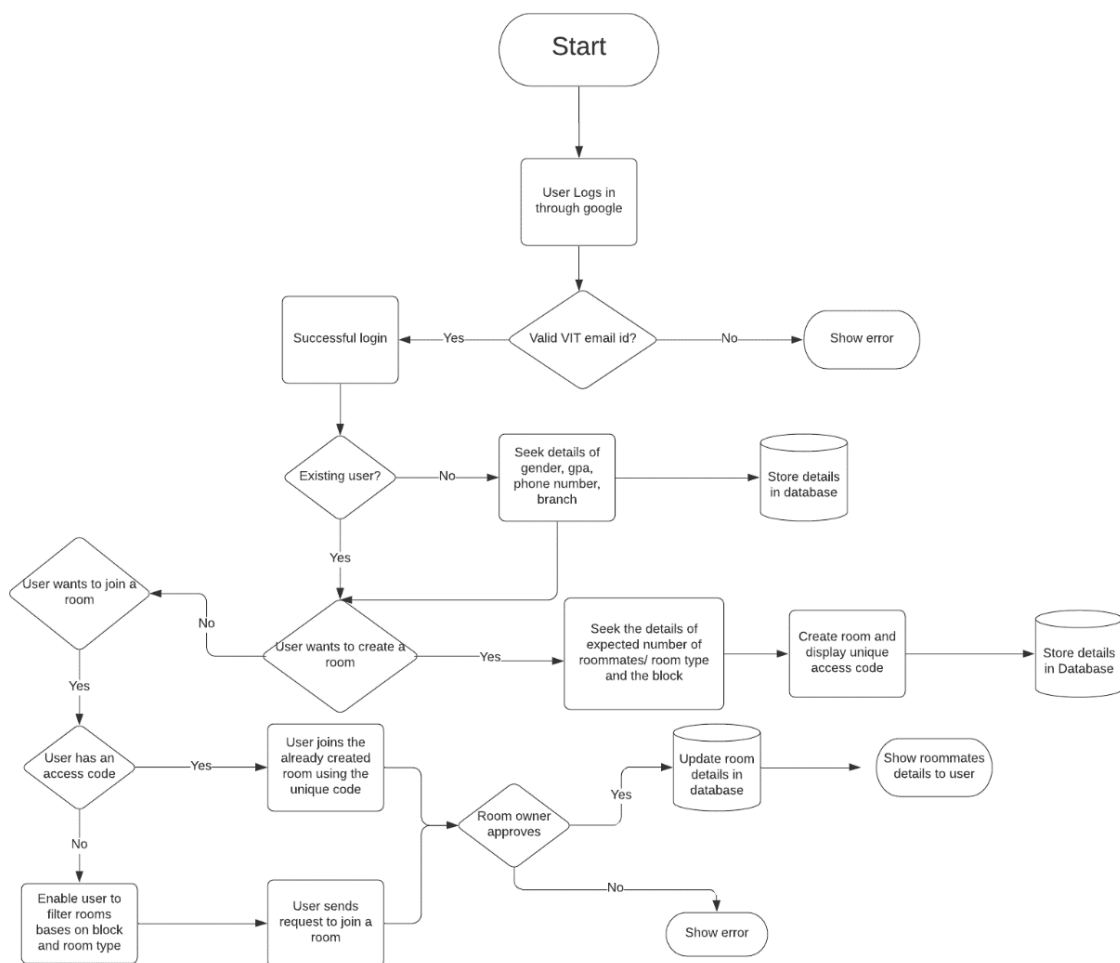 Start
User Logs in
through google
Valid VIT email id?
Yes
No
Successful login
Show error
Existing user?
No
Seek details of
gender, gpa,
phone number,
branch
Store details
in database
Yes
User wants to join a
room
No
User wants to create a
room
Yes
Seek the details of
expected number of
roommates/ room type
and the block
Create room and
display unique
access code
Store details
in Database
Yes
User has an
access code
Yes
User joins the
already created
room using the
unique code
Room owner
approves
Yes
Update room
details in
database
Show roommates
details to user
No
Enable user to
filter rooms
bases on block
and room type
User sends
request to join a
room
No
Show error